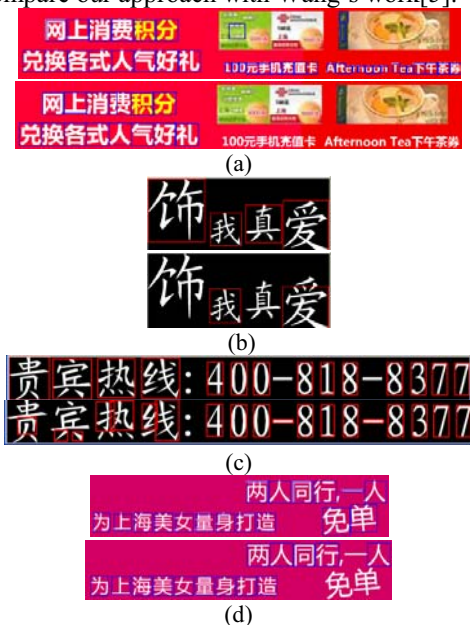 ompare our approach with Wang's work[5].
网上消费积分
兑换各式人气好礼
100元手机充值卡 Afternoon Tea下午茶券
网上消费积分
兑换各式人气好礼
100元手机充值卡 Afternoon Tea下午茶券
(a)
饰我真爱
饰我真爱
(b)
贵宾热线:400-818-8377
贵宾热线:400-818-8377
(c)
两人同行,一人
为上海美女量身打造 免单
两人同行,一人
为上海美女量身打造 免单
(d)